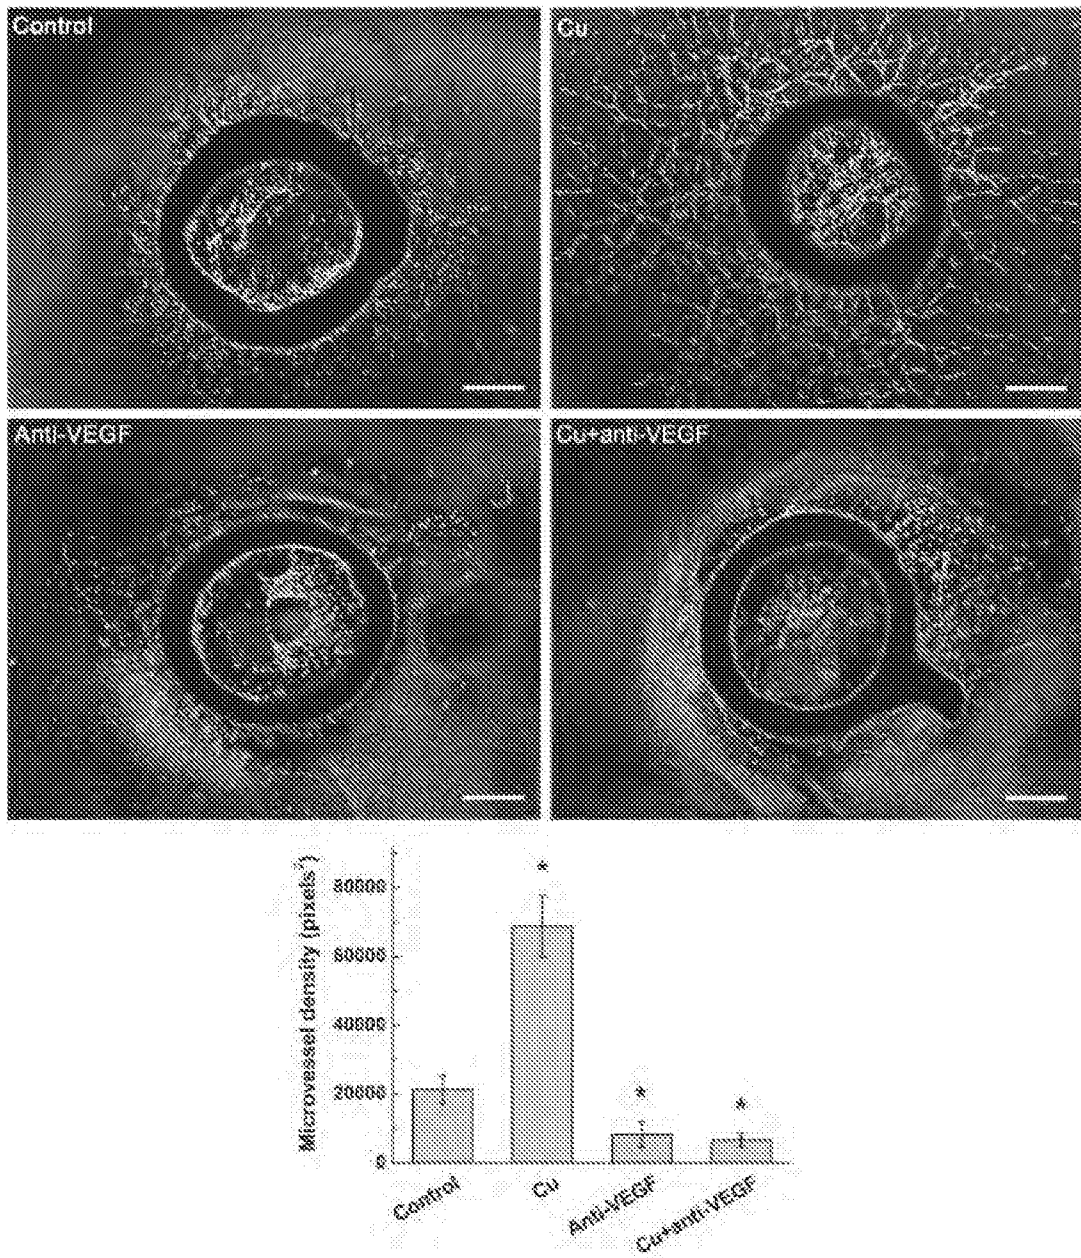 Control
Cu
Anti-VEGF
Cu+anti-VEGF
Microvessel density (pixels²)
80000
60000
40000
20000
0
*
*
*
*
Control
Cu
Anti-VEGF
Cu+anti-VEGF